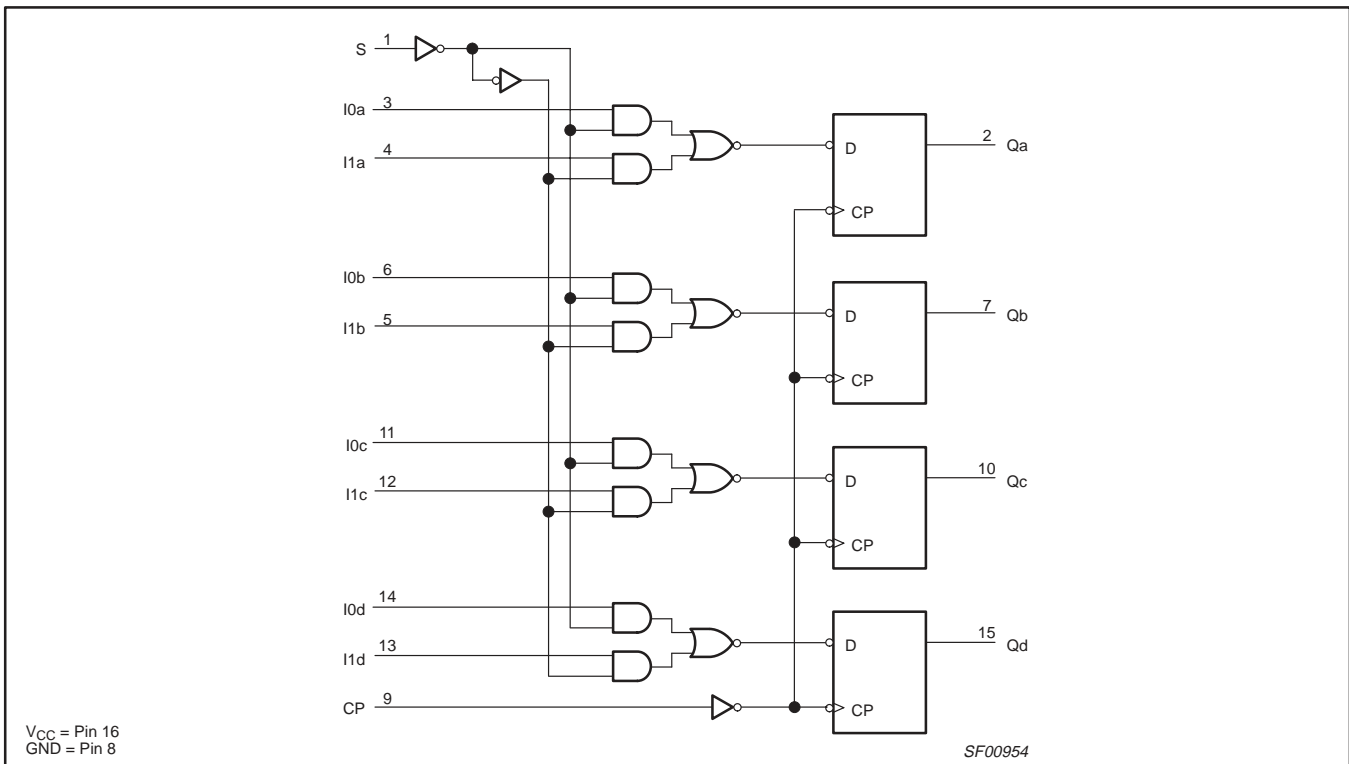 S 1
I0a 3
I1a 4
D
2 Qa
CP
I0b 6
I1b 5
D
7 Qb
CP
I0c 11
I1c 12
D
10 Qc
CP
I0d 14
I1d 13
D
15 Qd
CP 9
CP
VCC = Pin 16
GND = Pin 8
SF00954